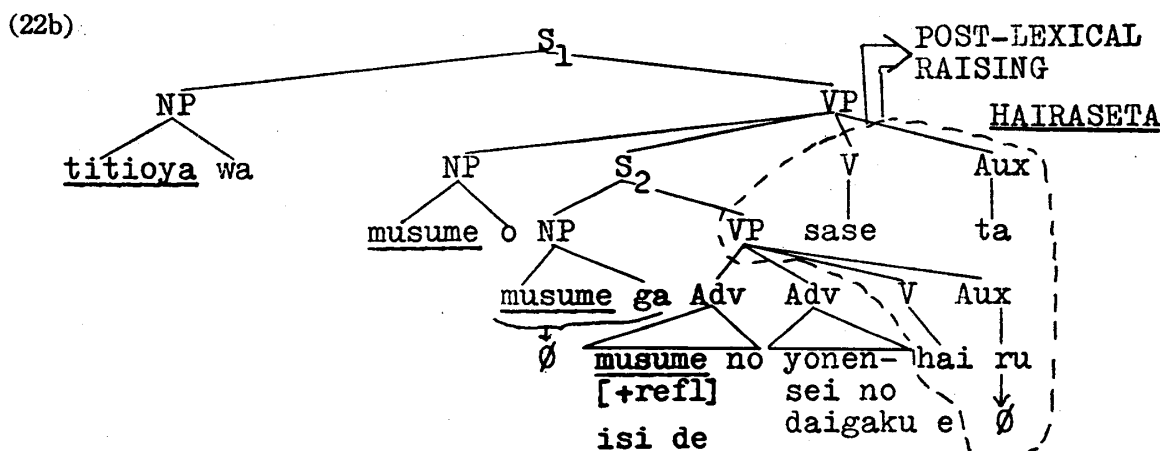 (22b)
S1
POST-LEXICAL
RAISING
NP
VP
HAIRASETA
titioya wa
NP
S2
V
Aux
musume o
NP
VP
sase
ta
musume ga
Adv
Adv
V
Aux
Ø
musume no
yonen-
hai
ru
[+refl]
sei no
isi de
daigaku e
Ø